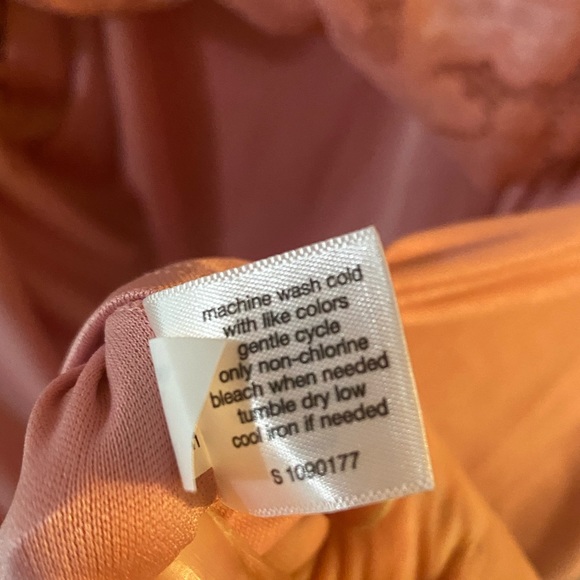 machine wash cold
with like colors
gentle cycle
only non-chlorine
bleach when needed
tumble dry low
cool iron if needed
S 1090177